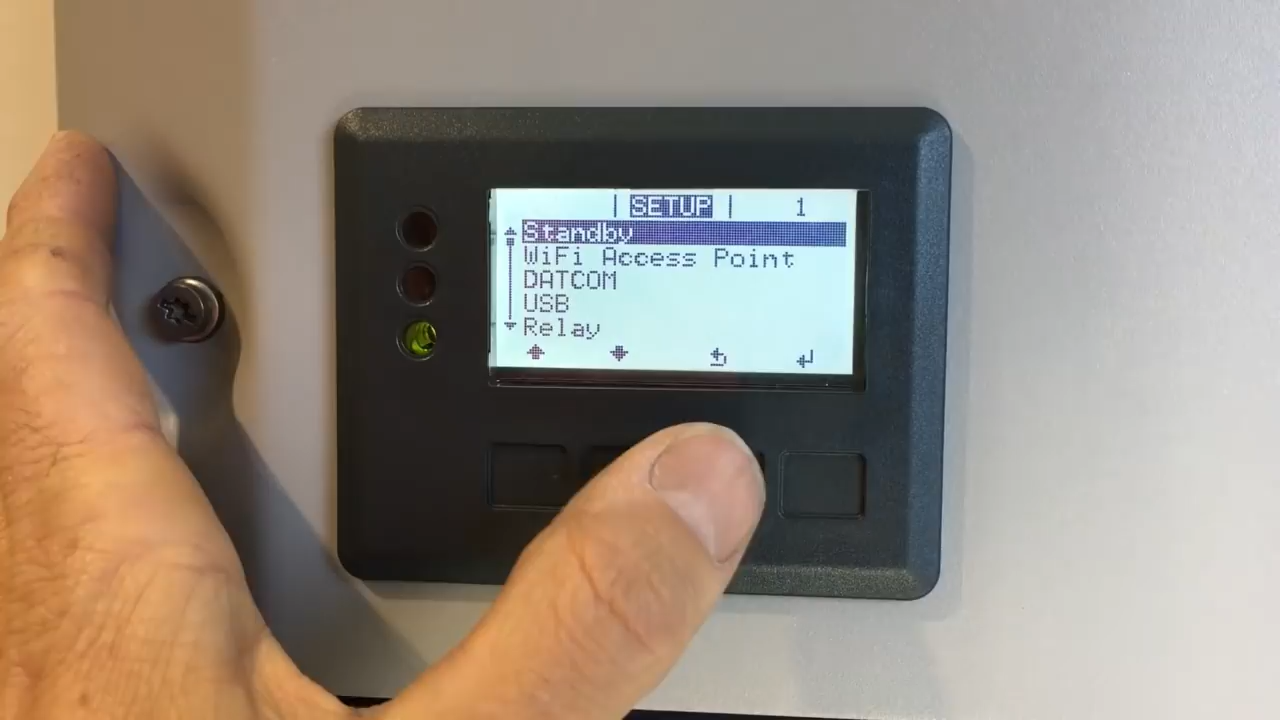 SETUP 1
Standby
WiFi Access Point
DATCOM
USB
Relay